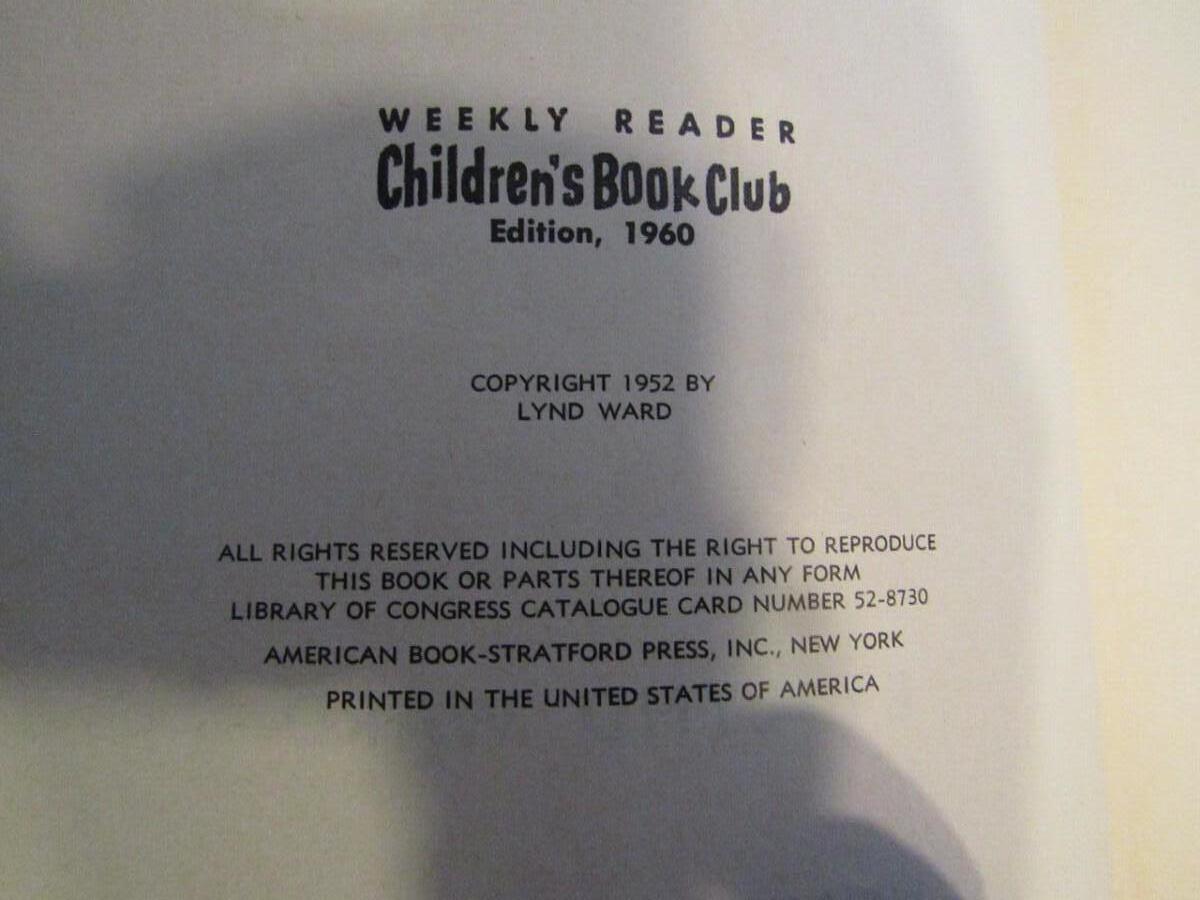 WEEKLY READER
Children's Book Club
Edition, 1960
COPYRIGHT 1952 BY
LYND WARD
ALL RIGHTS RESERVED INCLUDING THE RIGHT TO REPRODUCE
THIS BOOK OR PARTS THEREOF IN ANY FORM
LIBRARY OF CONGRESS CATALOGUE CARD NUMBER 52-8730
AMERICAN BOOK-STRATFORD PRESS, INC., NEW YORK
PRINTED IN THE UNITED STATES OF AMERICA